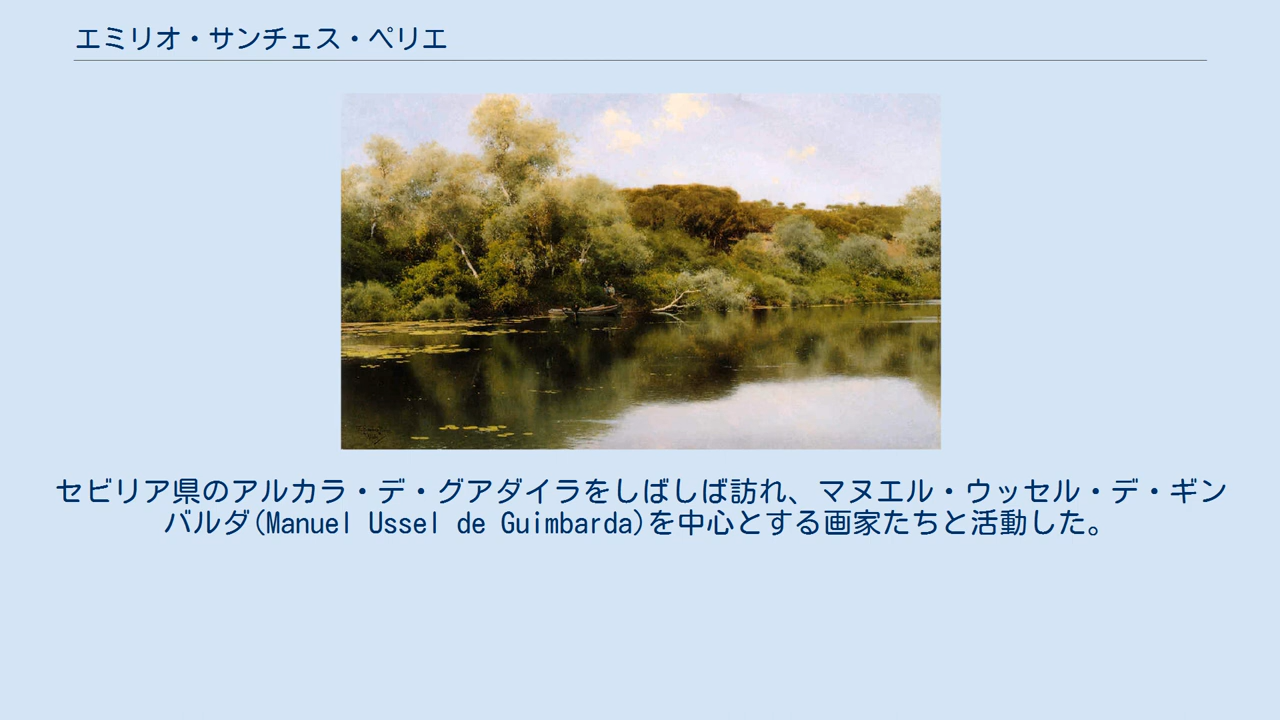 エミリオ・サンチェス・ペリエ
セビリア県のアルカラ・デ・グアダイラをしばしば訪れ、マヌエル・ウッセル・デ・ギン
バルダ(Manuel Ussel de Guimbarda)を中心とする画家たちと活動した。